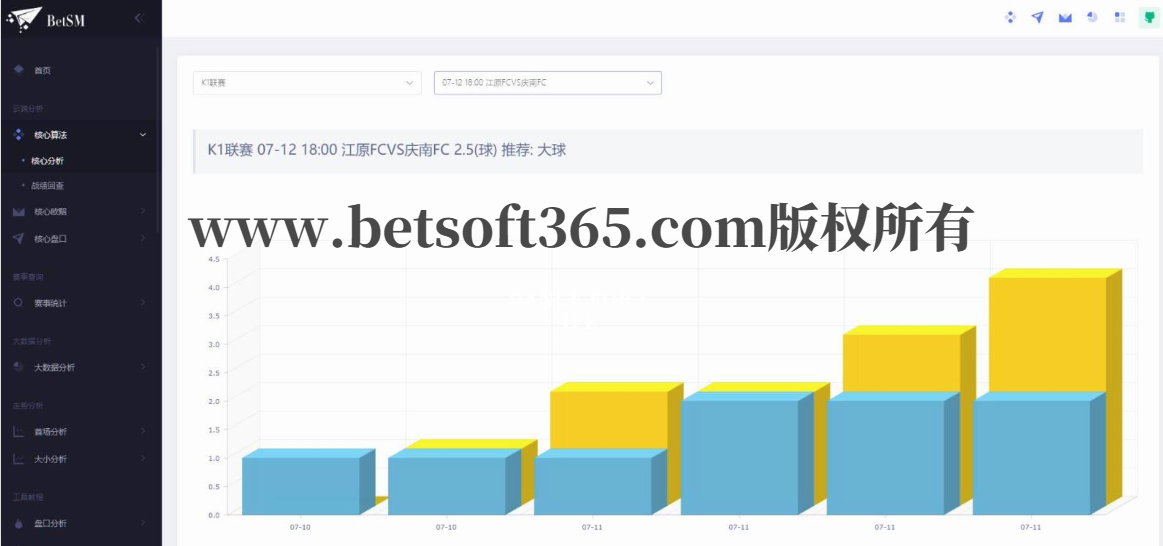 BetSM
首页
云端分析
核心算法
核心分析
战绩回查
核心欧赔
核心盘口
赛事查询
赛事统计
大数据分析
大数据分析
走势分析
首场分析
大小分析
工具教程
盘口分析
K1联赛
07-12 18:00 江原FCVS庆南FC
K1联赛 07-12 18:00 江原FCVS庆南FC 2.5(球) 推荐: 大球
www.betsoft365.com版权所有
4.5
4.0
3.5
3.0
2.5
2.0
1.5
1.0
0.5
0.0
07-10 07-10 07-11 07-11 07-11 07-11